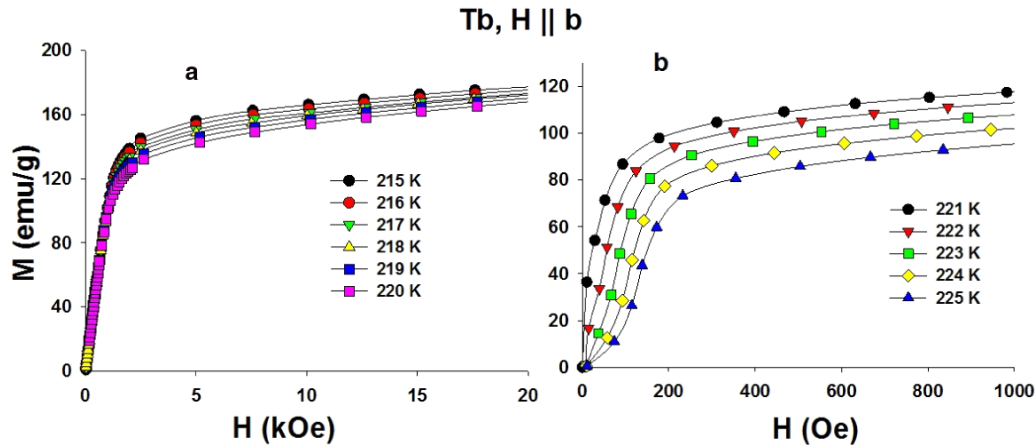 Tb, H || b
a
M (emu/g)
200
160
120
80
40
0
215 K
216 K
217 K
218 K
219 K
220 K
0 5 10 15 20
H (kOe)
b
120
100
80
60
40
20
0
221 K
222 K
223 K
224 K
225 K
0 200 400 600 800 1000
H (Oe)